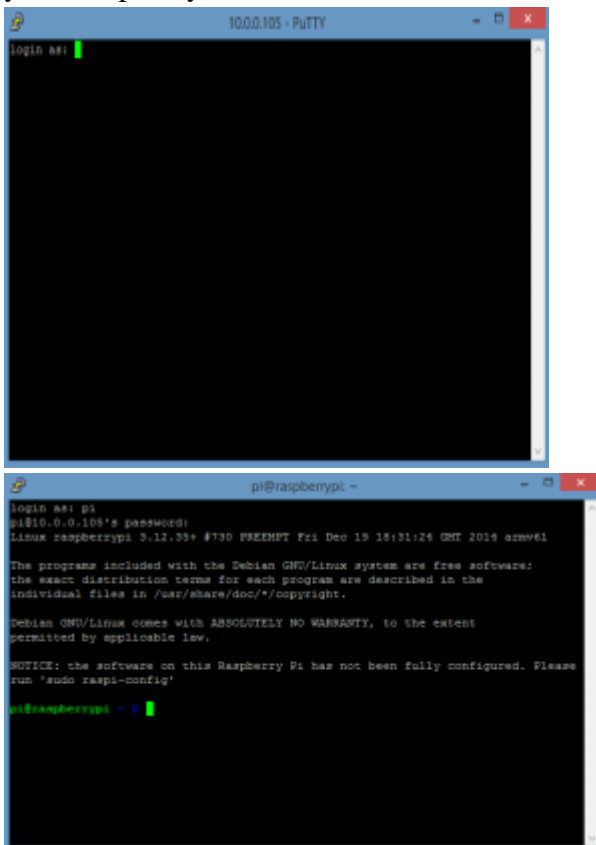 10.0.0.105 - PuTTY
login as:
pi@raspberrypi: ~
login as: pi
pi@10.0.0.105's password:
Linux raspberrypi 3.12.35+ #730 PREEMPT Fri Dec 19 18:31:24 GMT 2014 armv6l
The programs included with the Debian GNU/Linux system are free software;
the exact distribution terms for each program are described in the
individual files in /usr/share/doc/*/copyright.
Debian GNU/Linux comes with ABSOLUTELY NO WARRANTY, to the extent
permitted by applicable law.
NOTICE: the software on this Raspberry Pi has not been fully configured. Please
run 'sudo raspi-config'
pi@raspberrypi ~ $